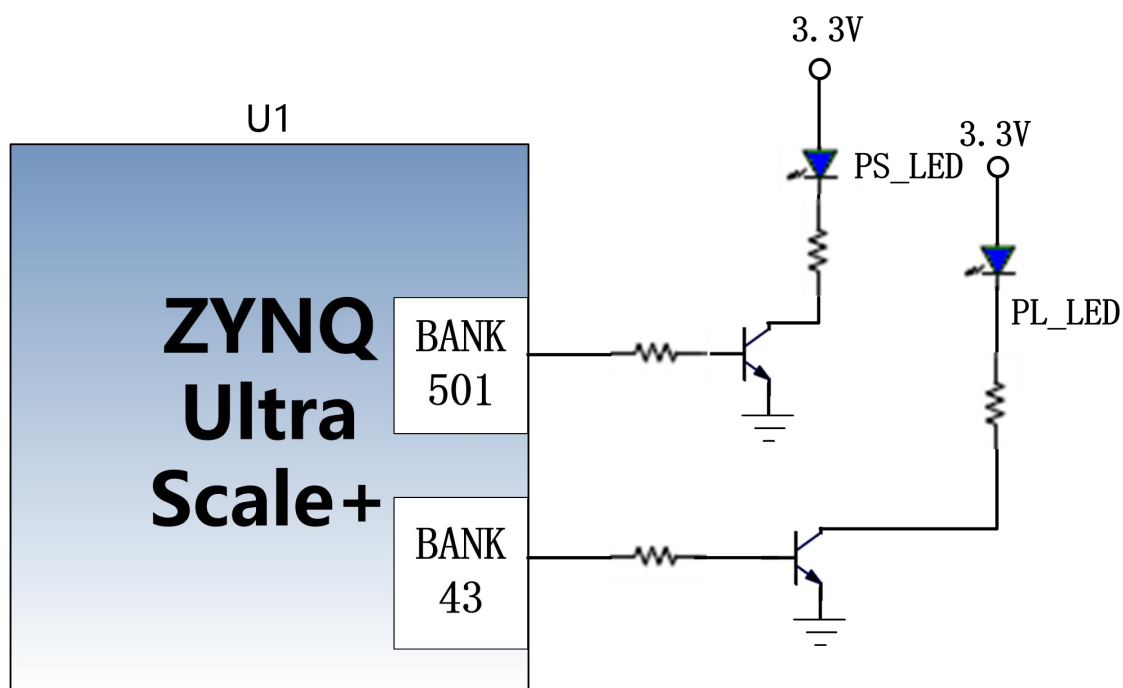 3.3V
U1
3.3V
PS_LED
ZYNQ
Ultra
Scale+
BANK
501
PL_LED
BANK
43